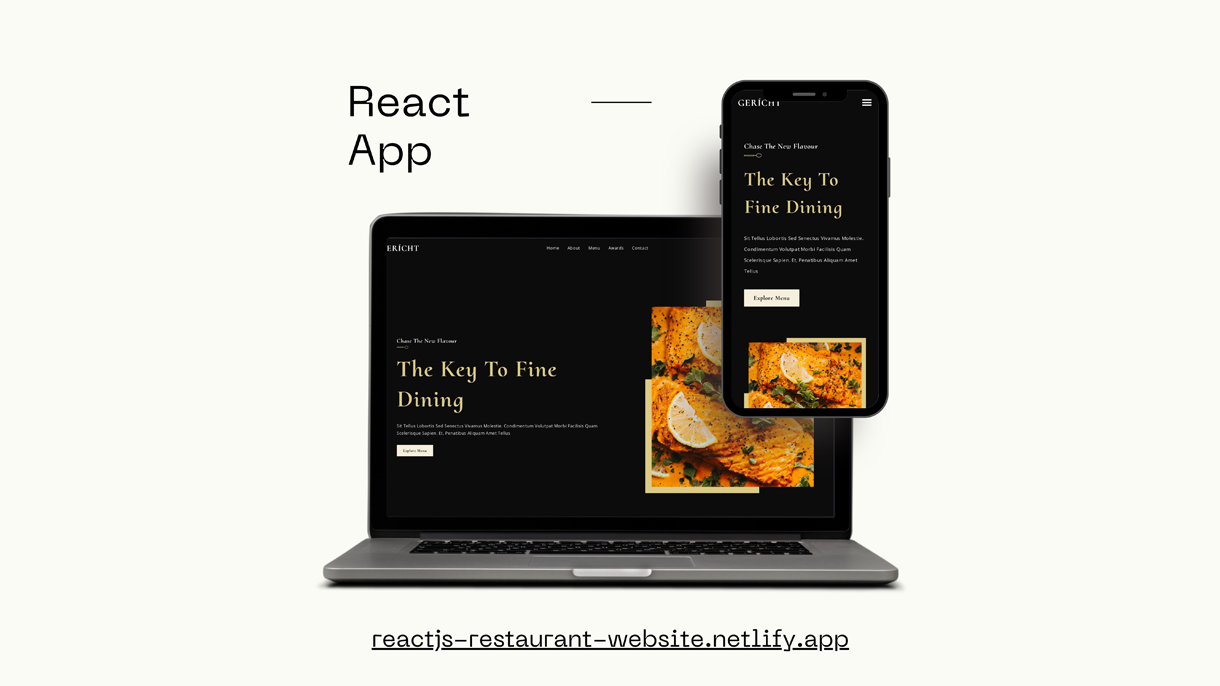 React
App
GERÍCHT
Chase The New Flavour
The Key To
Fine Dining
Sit Tellus Lobortis Sed Senectus Vivamus Molestie.
Condimentum Volutpat Morbi Facilisis Quam
Scelerisque Sapien. Et, Penatibus Aliquam Amet
Tellus
Explore Menu
ERÍCHT
Home About Menu Awards Contact
Chase The New Flavour
The Key To Fine
Dining
Sit Tellus Lobortis Sed Senectus Vivamus Molestie. Condimentum Volutpat Morbi Facilisis Quam
Scelerisque Sapien. Et, Penatibus Aliquam Amet Tellus
Explore Menu
reactjs-restaurant-website.netlify.app